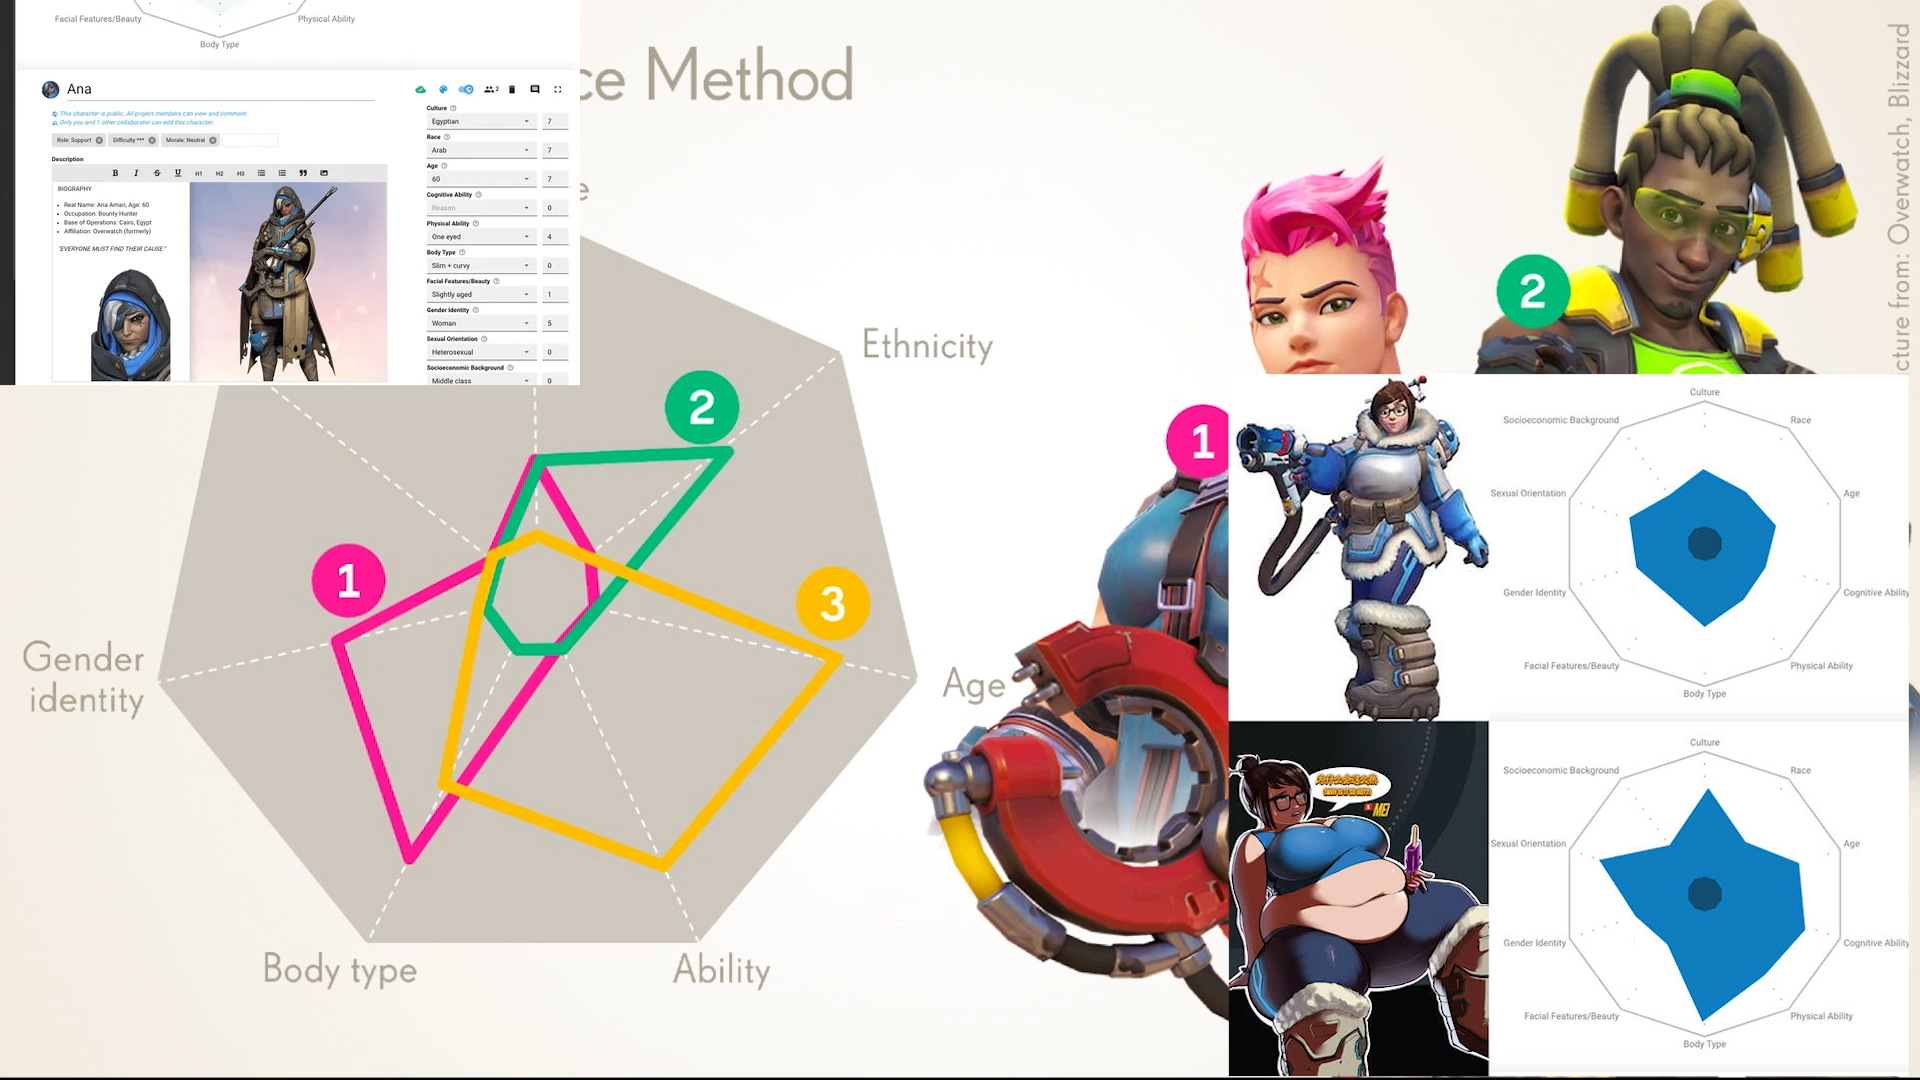 Facial Features/Beauty
Physical Ability
Body Type
Ana
This character is public. All project members can view and comment.
Only you and 1 other collaborator can edit this character.
Role: Support
Difficulty ***
Morale: Neutral
Description
B I S U H1 H2 H3
BIOGRAPHY
Real Name: Ana Amari, Age: 60
Occupation: Bounty Hunter
Base of Operations: Cairo, Egypt
Affiliation: Overwatch (formerly)
"EVERYONE MUST FIND THEIR CAUSE."
2
Culture
Egyptian 7
Race
Arab 7
Age
60 7
Cognitive Ability
Reason 0
Physical Ability
One eyed 4
Body Type
Slim + curvy 0
Facial Features/Beauty
Slightly aged 1
Gender Identity
Woman 5
Sexual Orientation
Heterosexual 0
Socioeconomic Background
Middle class 0
ce Method
e
Ethnicity
Age
Ability
Body type
Gender
identity
1
2
3
1
2
icture from: Overwatch, Blizzard
Culture
Socioeconomic Background
Race
Sexual Orientation
Age
Gender Identity
Cognitive Ability
Facial Features/Beauty
Physical Ability
Body Type
MEI
Culture
Socioeconomic Background
Race
Sexual Orientation
Age
Gender Identity
Cognitive Ability
Facial Features/Beauty
Physical Ability
Body Type